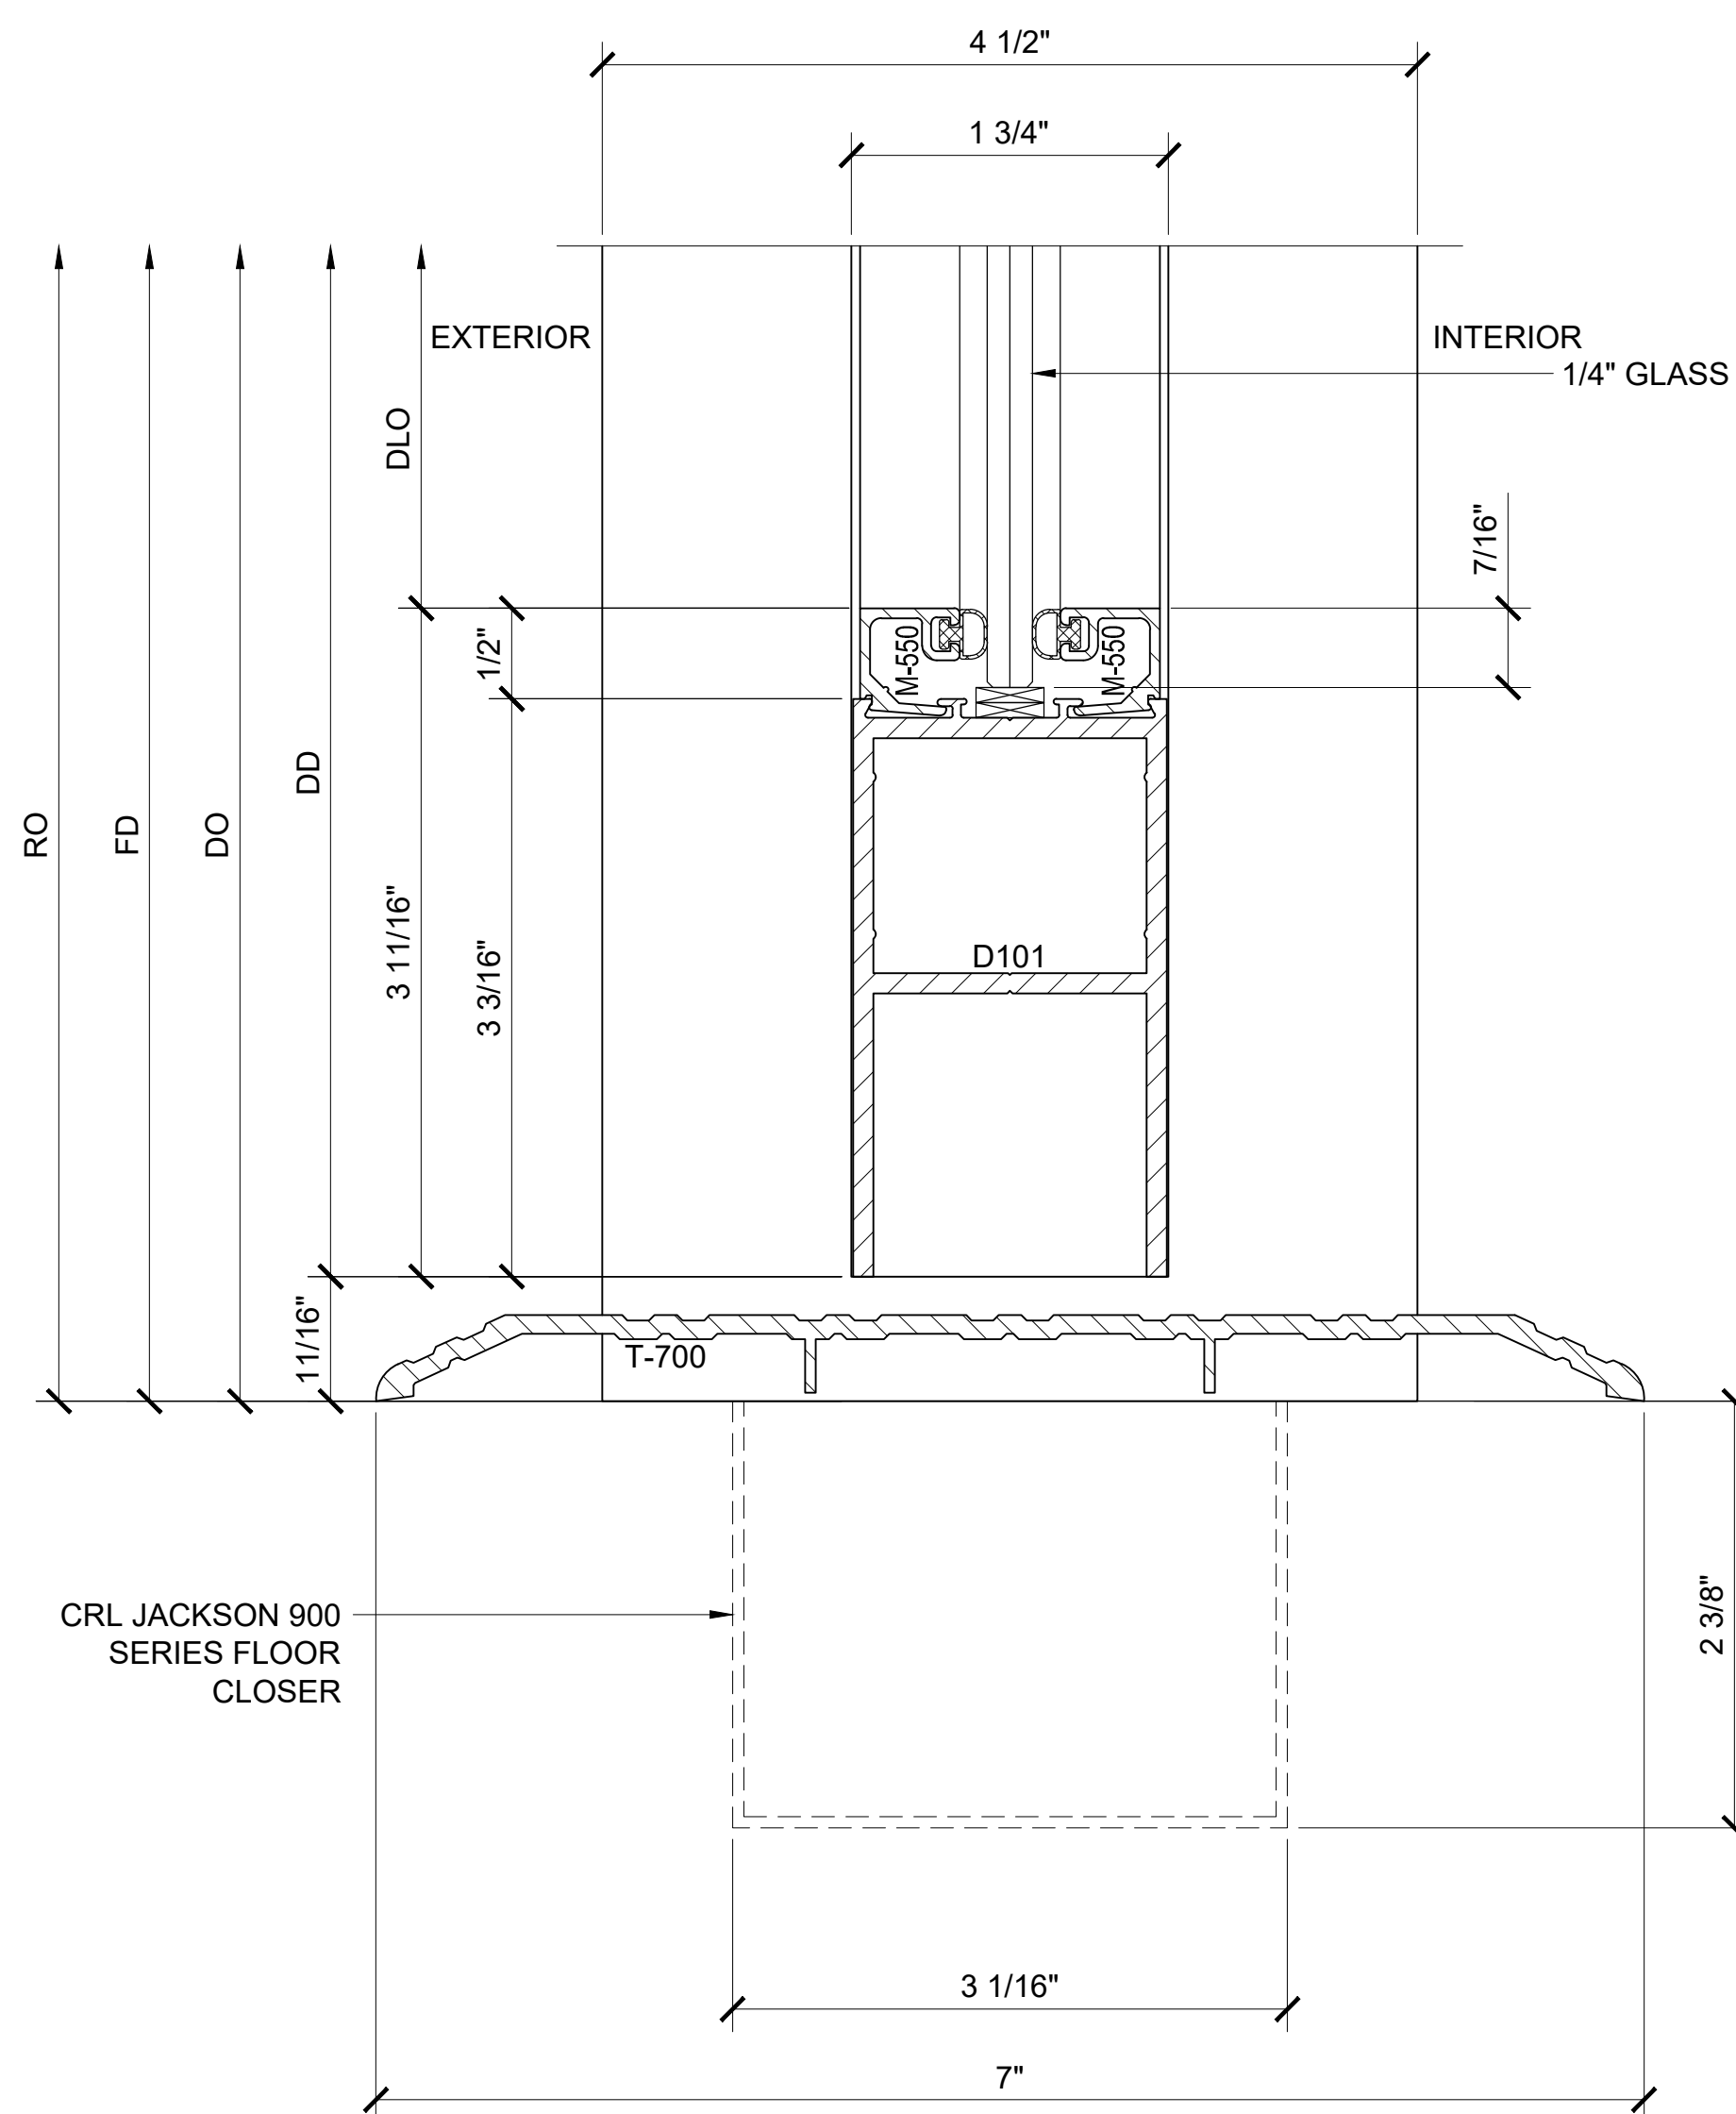 4 1/2"
1 3/4"
EXTERIOR
INTERIOR
1/4" GLASS
DLO
7/16"
1/2"
M-550
M-550
DD
RO
FD
DO
3 11/16"
3 3/16"
D101
11/16"
T-700
CRL JACKSON 900
SERIES FLOOR
CLOSER
2 3/8"
3 1/16"
7"